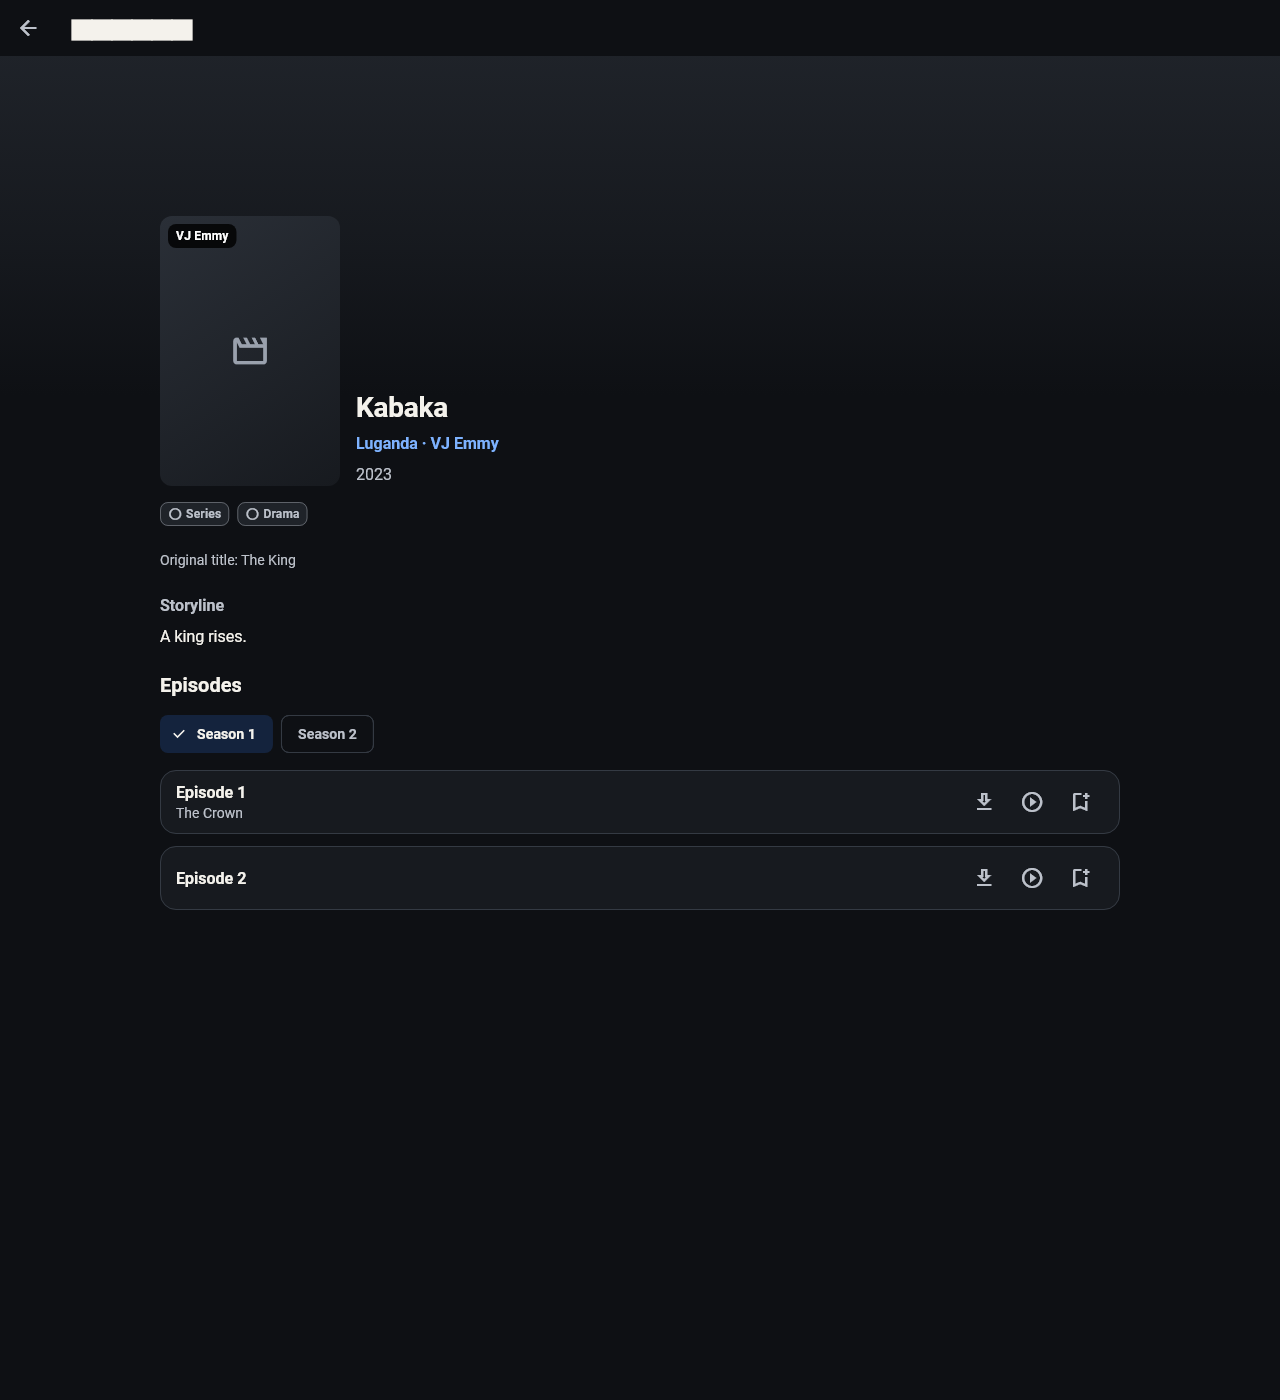 VJ Emmy
Kabaka
Luganda · VJ Emmy
2023
Series
Drama
Original title: The King
Storyline
A king rises.
Episodes
Season 1
Season 2
Episode 1
The Crown
Episode 2